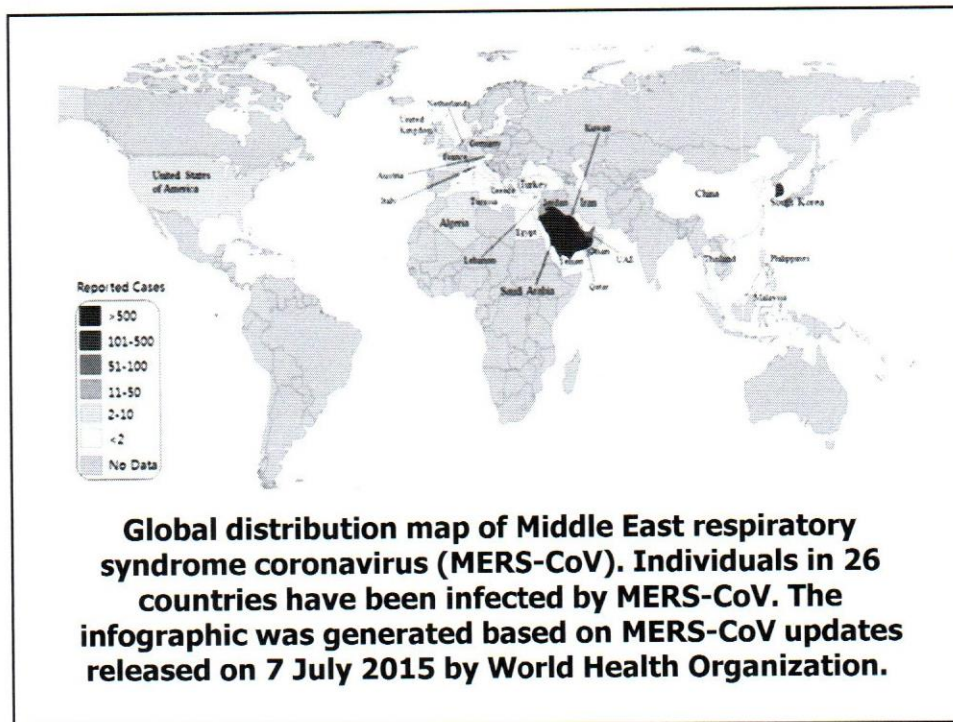 Netherlands
United
Kingdom
Germany
Kuwait
France
Austria
Italy
Greece
Turkey
Tunisia
United States
of America
China
South Korea
Jordan
Iran
Algeria
Egypt
Lebanon
Oman
UAE
Yemen
Qatar
Saudi Arabia
Thailand
Philippines
Malaysia
Reported Cases
>500
101-500
51-100
11-50
2-10
<2
No Data
Global distribution map of Middle East respiratory
syndrome coronavirus (MERS-CoV). Individuals in 26
countries have been infected by MERS-CoV. The
infographic was generated based on MERS-CoV updates
released on 7 July 2015 by World Health Organization.